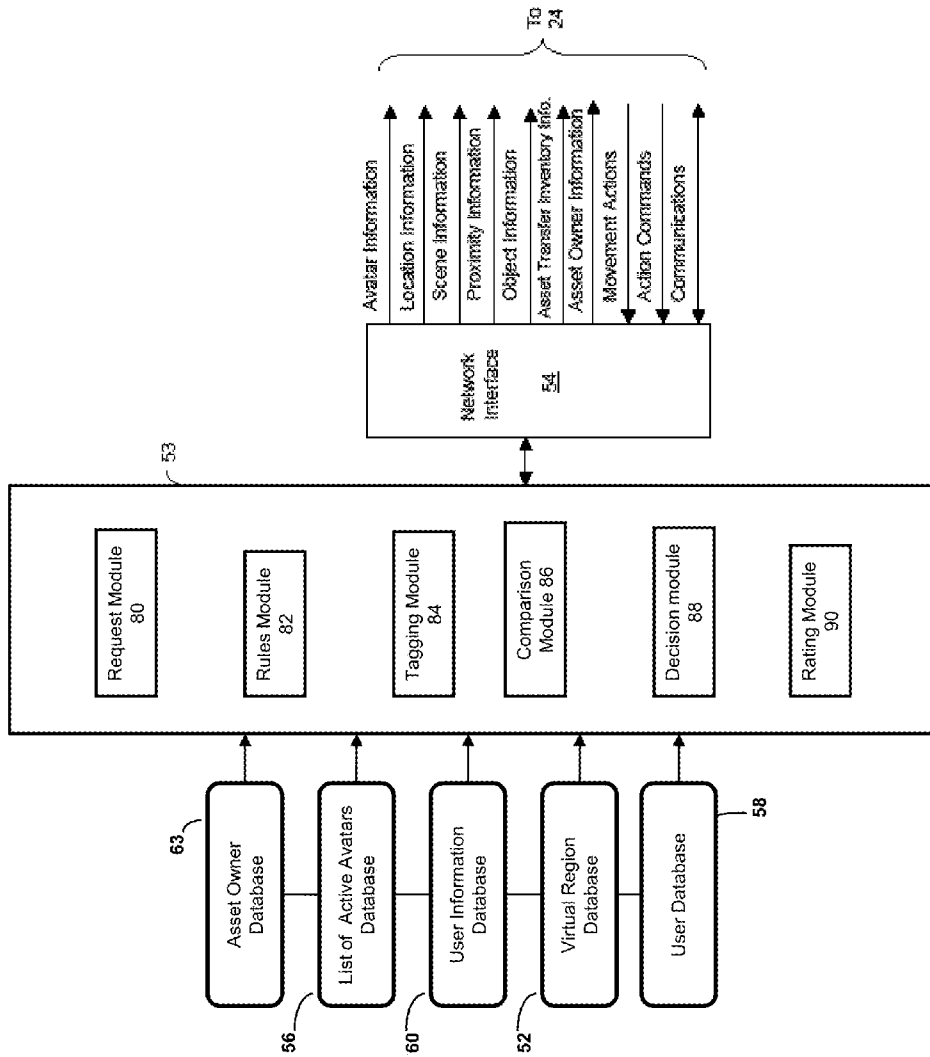 63
Asset Owner
Database
56
List of Active Avatars
Database
60
User Information
Database
52
Virtual Region
Database
User Database
58
53
Request Module
80
Rules Module
82
Tagging Module
84
Comparison
Module 86
Decision module
88
Rating Module
90
Network
Interface
54
Avatar Information
Location Information
Scene Information
Proximity Information
Object Information
Asset Transfer Inventory Info.
Asset Owner Information
Movement Actions
Action Commands
Communications
To
24